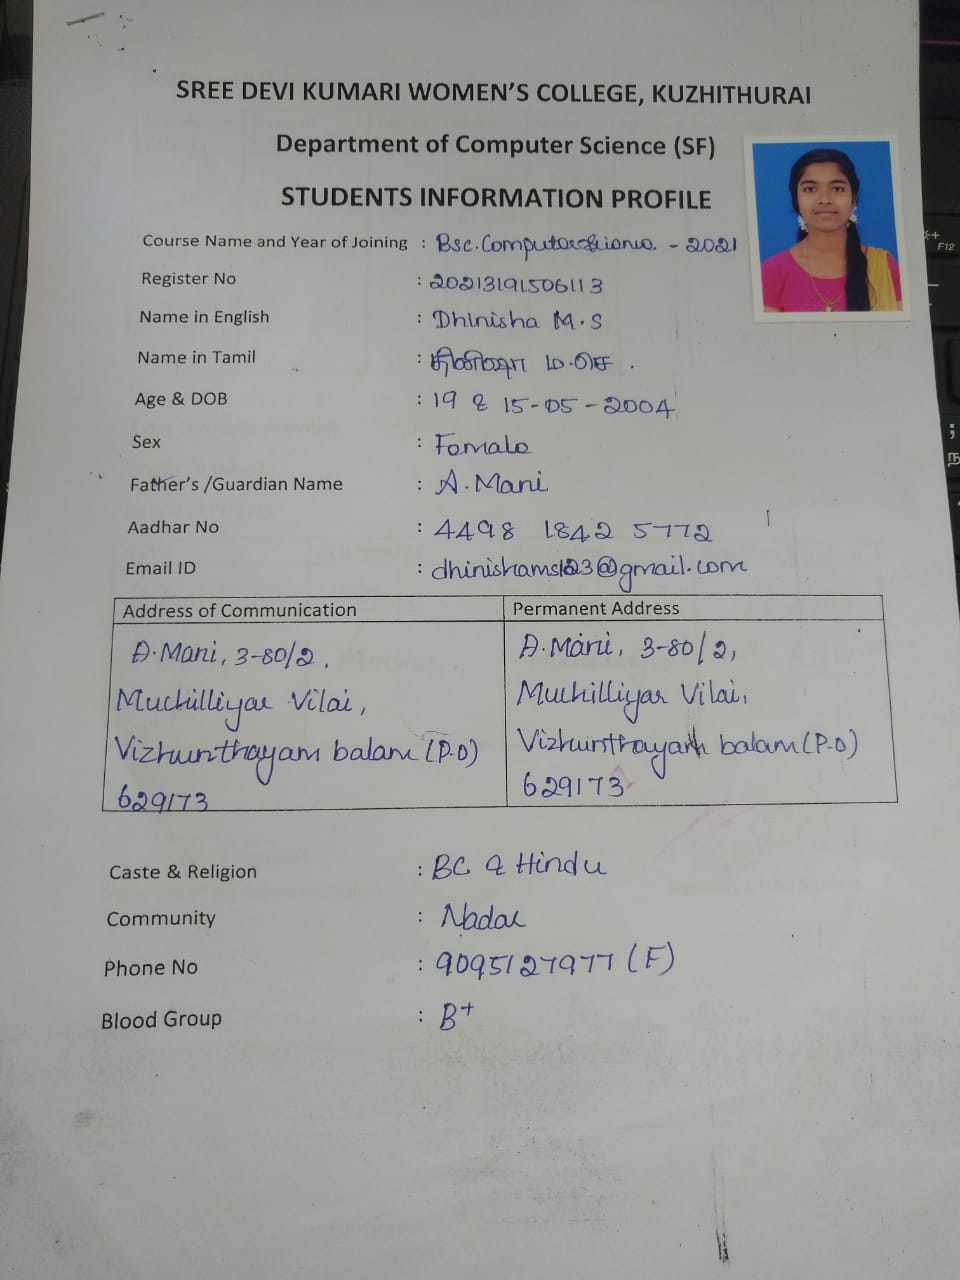 SREE DEVI KUMARI WOMEN'S COLLEGE, KUZHITHURAI
Department of Computer Science (SF)
STUDENTS INFORMATION PROFILE
Course Name and Year of Joining : Bsc. Computer Science - 2021
Register No : 20213191506113
Name in English : Dhinisha M.S
Name in Tamil : தினிஷா ம.செ.
Age & DOB : 19 & 15-05-2004
Sex : Female
Father's /Guardian Name : A. Mani
Aadhar No : 4498 1842 5772
Email ID : dhinishams123@gmail.com
Address of Communication Permanent Address
A. Mani, 3-80/2, A. Mani, 3-80/2,
Muchilliyar Vilai, Muchilliyar Vilai,
Vizhunthayam balam (P.O) Vizhunthayam balam (P.O)
629173 629173
Caste & Religion : BC & Hindu
Community : Nadar
Phone No : 9095127977 (F)
Blood Group : B+
F12